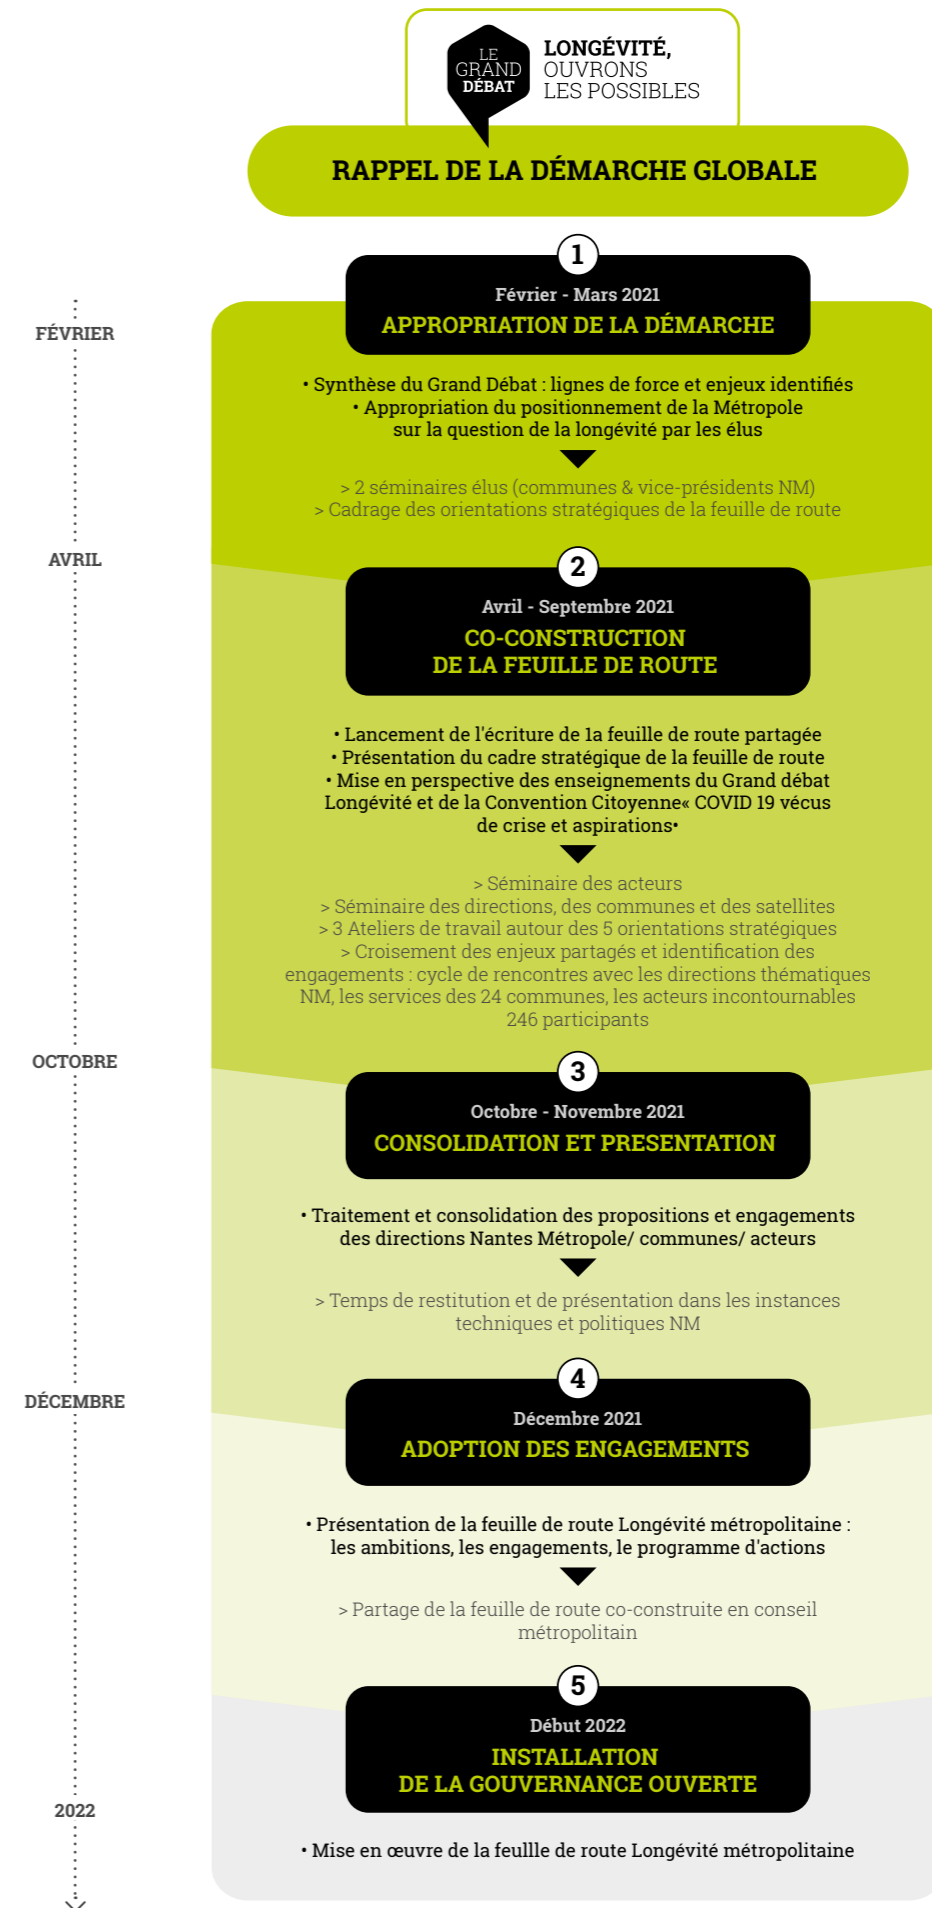 LE
GRAND
DÉBAT
LONGÉVITÉ,
OUVRONS
LES POSSIBLES
RAPPEL DE LA DÉMARCHE GLOBALE
FÉVRIER
1
Février - Mars 2021
APPROPRIATION DE LA DÉMARCHE
• Synthèse du Grand Débat : lignes de force et enjeux identifiés
• Appropriation du positionnement de la Métropole
sur la question de la longévité par les élus
> 2 séminaires élus (communes & vice-présidents NM)
> Cadrage des orientations stratégiques de la feuille de route
AVRIL
2
Avril - Septembre 2021
CO-CONSTRUCTION
DE LA FEUILLE DE ROUTE
• Lancement de l'écriture de 1a feuille de route partagée
• Présentation du cadre stratégique de la feuille de route
• Mise en perspective des enseignements du Grand débat
Longévité et de la Convention Citoyenne« COVID 19 vécus
de crise et aspirations•
> Séminaire des acteurs
> Séminaire des directions, des communes et des satellites
> 3 Ateliers de travail autour des 5 orientations stratégiques
> Croisement des enjeux partagés et identification des
engagements : cycle de rencontres avec les directions thématiques
NM, les services des 24 communes, les acteurs incontournables
246 participants
OCTOBRE
3
Octobre - Novembre 2021
CONSOLIDATION ET PRESENTATION
• Traitement et consolidation des propositions et engagements
des directions Nantes Métropole/ communes/ acteurs
> Temps de restitution et de présentation dans les instances
techniques et politiques NM
DÉCEMBRE
4
Décembre 2021
ADOPTION DES ENGAGEMENTS
• Présentation de la feuille de route Longévité métropolitaine :
les ambitions, les engagements, le programme d'actions
> Partage de la feuille de route co-construite en conseil
métropolitain
5
Début 2022
INSTALLATION
DE LA GOUVERNANCE OUVERTE
2022
• Mise en œuvre de la feullle de route Longévité métropolitaine